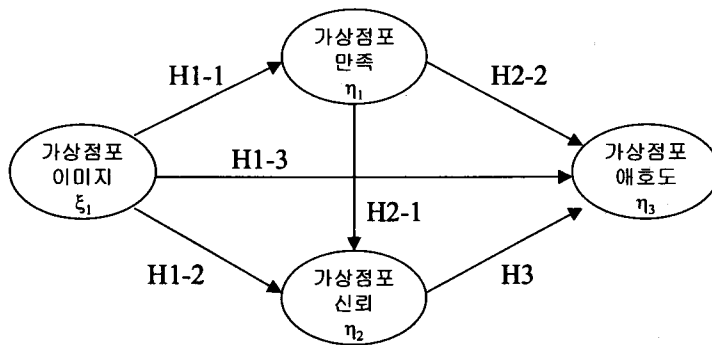 가상점포
만족
η₁
H1-1
H2-2
가상점포
이미지
ξ₁
H1-3
가상점포
애호도
η₃
H2-1
H1-2
가상점포
신뢰
η₂
H3